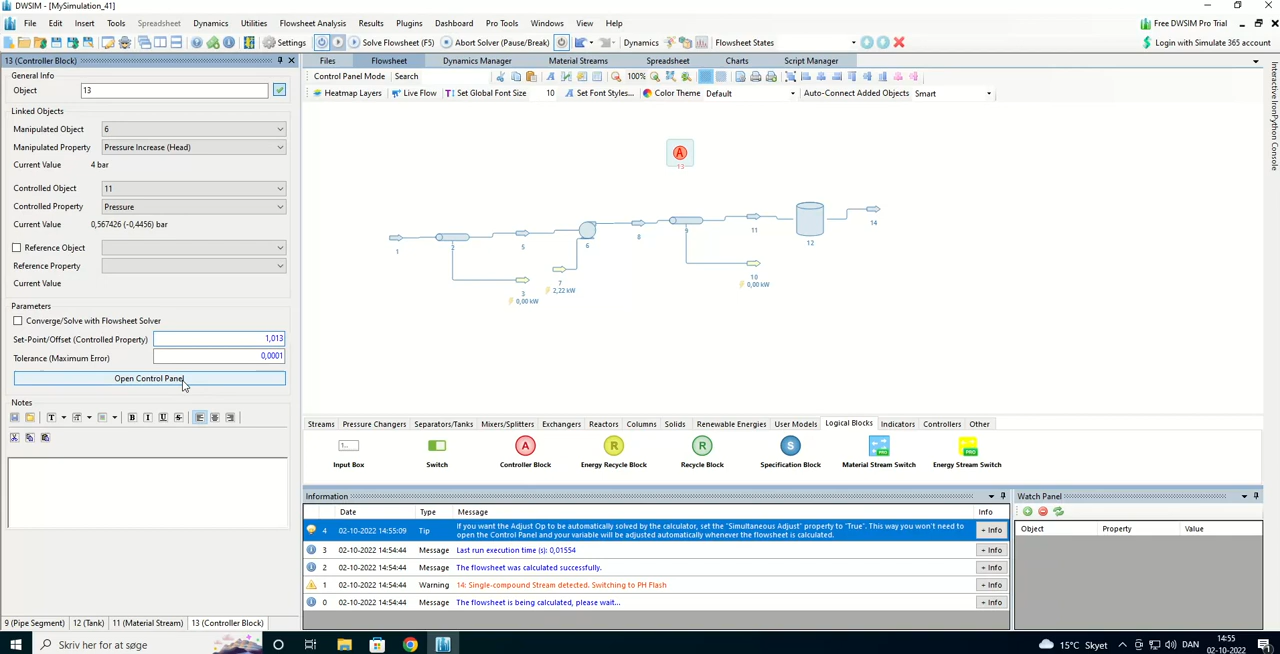 DWSIM - [MySimulation_41]
File Edit View Insert Tools Spreadsheet Dynamics Utilities Flowsheet Analysis Results Plugins Dashboard Pro Tools Windows View Help Free DWSIM Pro Trial
Settings Solve Flowsheet (F5) Abort Solver (Pause/Break) Dynamics Flowsheet States Login with Simulate 365 account
13 (Controller Block)
Files Flowsheet Dynamics Manager Material Streams Spreadsheet Charts Script Manager
General Info
Control Panel Mode Search 100%
Object 13
Heatmap Layers Live Flow Set Global Font Size 10 Set Font Styles... Color Theme Default Auto-Connect Added Objects Smart
Interactive IronPython Console
Linked Objects
Manipulated Object 6
Manipulated Property Pressure Increase (Head)
Current Value 4 bar
Controlled Object 11
Controlled Property Pressure
Current Value 0,567426 (-0,4456) bar
Reference Object
Reference Property
Current Value
Parameters
Converge/Solve with Flowsheet Solver
Set-Point/Offset (Controlled Property) 1,013
Tolerance (Maximum Error) 0,0001
Open Control Panel
Notes
A
13
1
2
5
6
8
9
11
12
14
3
0,00 kW
7
2,22 kW
10
0,00 kW
Streams Pressure Changers Separators/Tanks Mixers/Splitters Exchangers Reactors Columns Solids Renewable Energies User Models Logical Blocks Indicators Controllers Other
1... A R R S PRO PRO
Input Box Switch Controller Block Energy Recycle Block Recycle Block Specification Block Material Stream Switch Energy Stream Switch
Information
Date Type Message Info
4 02-10-2022 14:55:09 Tip If you want the Adjust Op to be automatically solved by the calculator, set the "Simultaneous Adjust" property to "True". This way you won't need to
open the Control Panel and your variable will be adjusted automatically whenever the flowsheet is calculated. + Info
3 02-10-2022 14:54:44 Message Last run execution time (s): 0,01554 + Info
2 02-10-2022 14:54:44 Message The flowsheet was calculated successfully. + Info
1 02-10-2022 14:54:44 Warning 14: Single-compound Stream detected. Switching to PH Flash + Info
0 02-10-2022 14:54:44 Message The flowsheet is being calculated, please wait... + Info
Watch Panel
Object Property Value
9 (Pipe Segment) 12 (Tank) 11 (Material Stream) 13 (Controller Block)
Skriv her for at søge
15°C Skyet DAN 14:55
02-10-2022